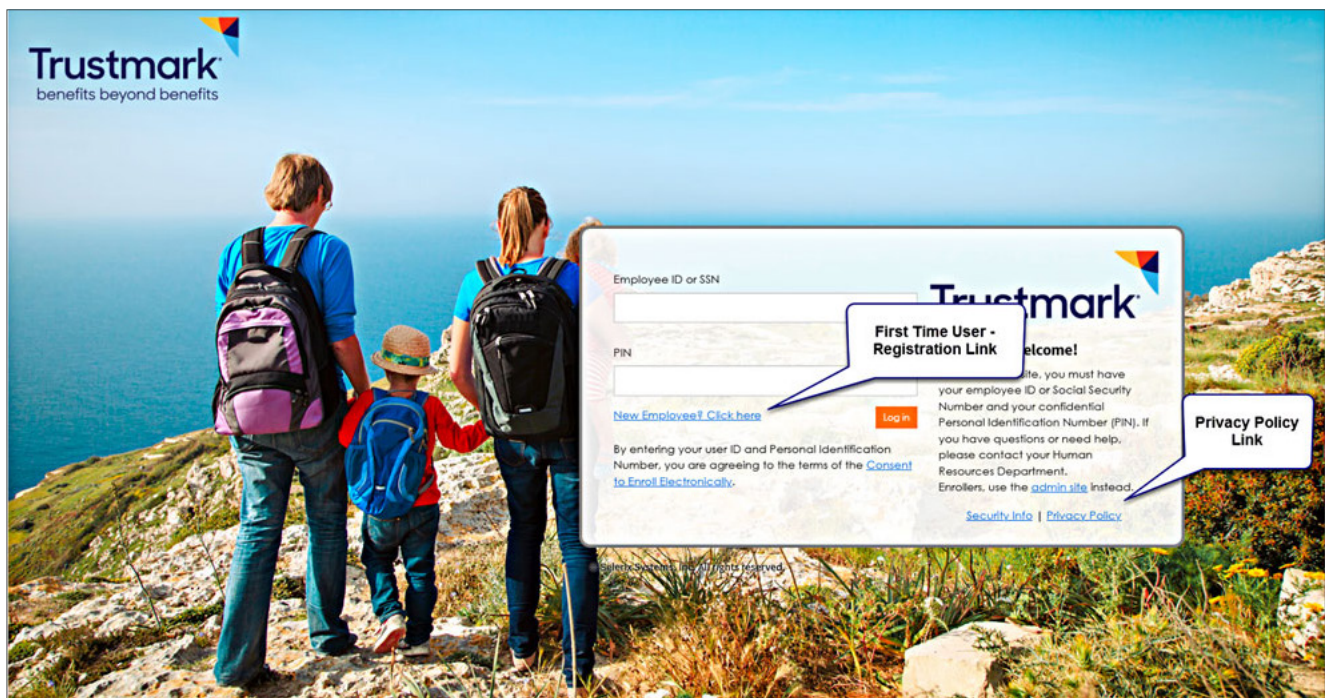 Trustmark
benefits beyond benefits
Employee ID or SSN
PIN
New Employee? Click here
Log in
By entering your user ID and Personal Identification
Number, you are agreeing to the terms of the Consent
to Enroll Electronically.
First Time User -
Registration Link
Trustmark
elcome!
ite, you must have
your employee ID or Social Security
Number and your confidential
Personal Identification Number (PIN). If
you have questions or need help,
please contact your Human
Resources Department.
Enrollers, use the admin site instead.
Security Info | Privacy Policy
Privacy Policy
Link
© Selerix Systems, Inc. All rights reserved.